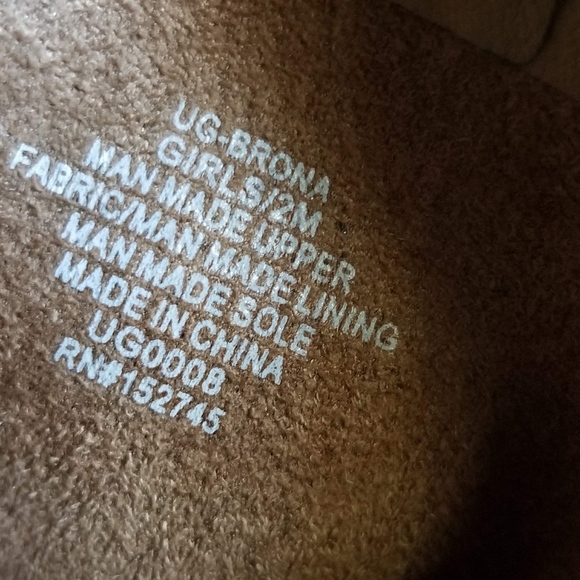 UG-BRONA
GIRLS/2M
MAN MADE UPPER
FABRIC/MAN MADE LINING
MAN MADE SOLE
MADE IN CHINA
UG0008
RN#152745